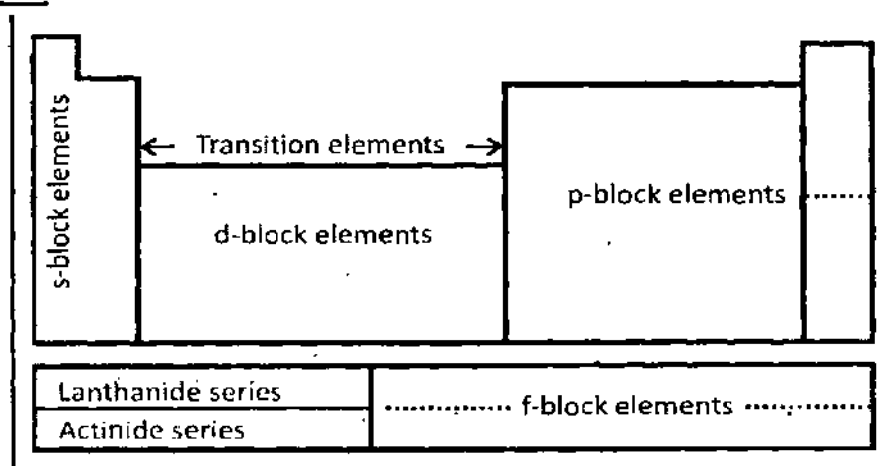 s-block elements
Transition elements
d-block elements
p-block elements
Lanthanide series
Actinide series
f-block elements